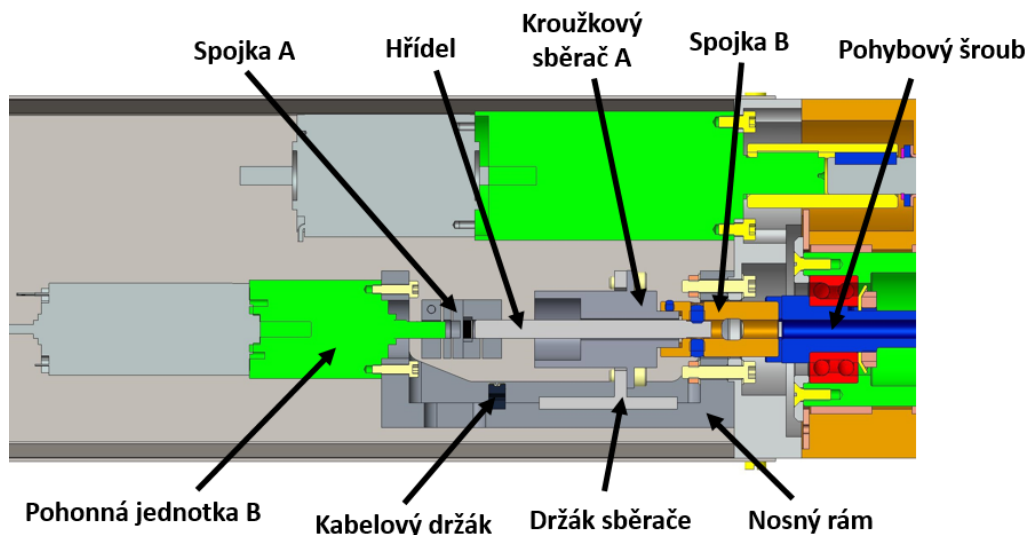 Spojka A
Hřídel
Kroužkový
sběrač A
Spojka B
Pohybový šroub
Pohonná jednotka B
Kabelový držák
Držák sběrače
Nosný rám